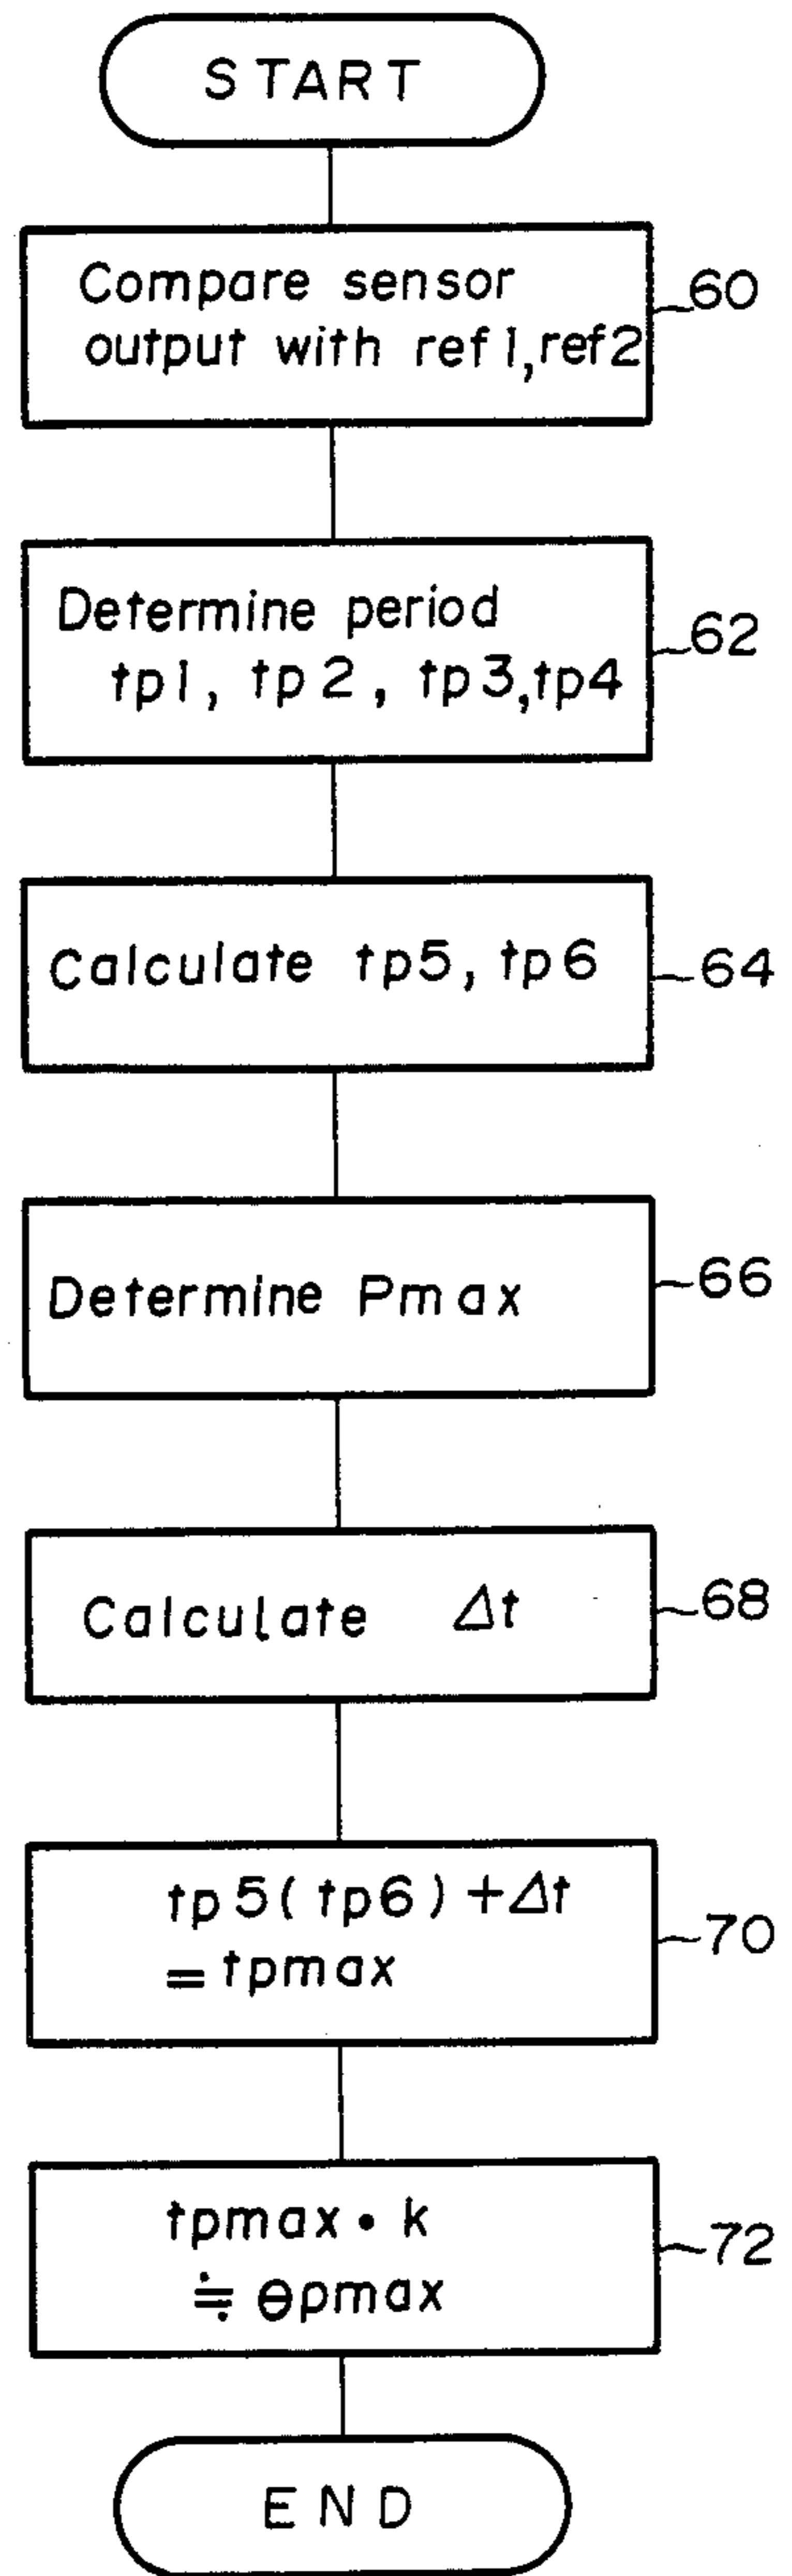 START
Compare sensor
output with ref1,ref2
60
Determine period
tp1, tp2, tp3,tp4
62
Calculate tp5, tp6
64
Determine Pmax
66
Calculate Δt
68
tp5(tp6)+Δt
=tpmax
70
tpmax•k
≒θpmax
72
END